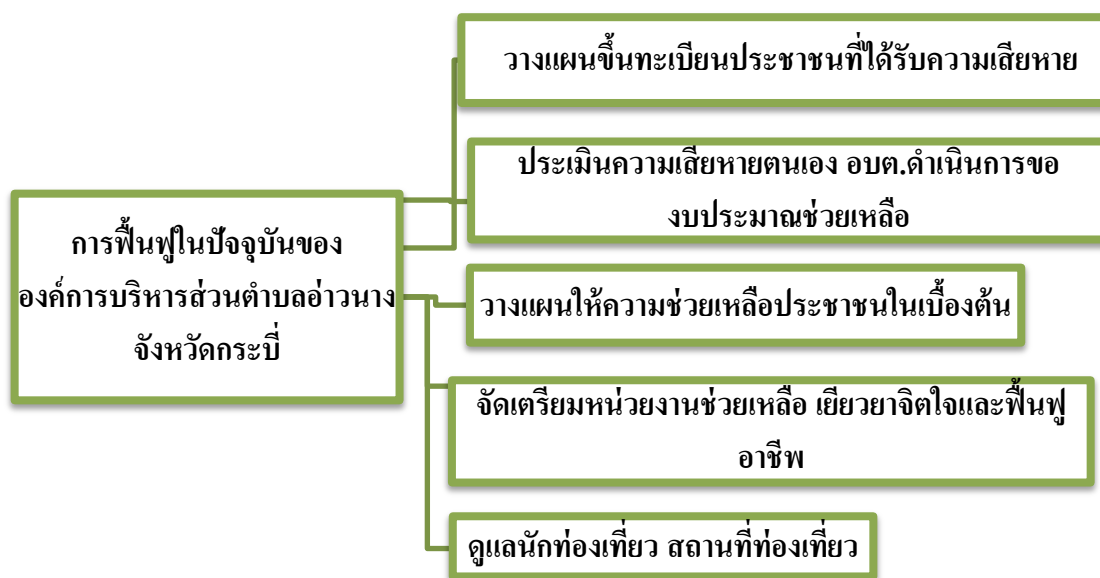 การฟื้นฟูในปัจจุบันของ
องค์การบริหารส่วนตำบลอ่าวนาง
จังหวัดกระบี่
วางแผนขึ้นทะเบียนประชาชนที่ได้รับความเสียหาย
ประเมินความเสียหายตนเอง อบต.ดำเนินการขอ
งบประมาณช่วยเหลือ
วางแผนให้ความช่วยเหลือประชาชนในเบื้องต้น
จัดเตรียมหน่วยงานช่วยเหลือ เยียวยาจิตใจและฟื้นฟู
อาชีพ
ดูแลนักท่องเที่ยว สถานที่ท่องเที่ยว